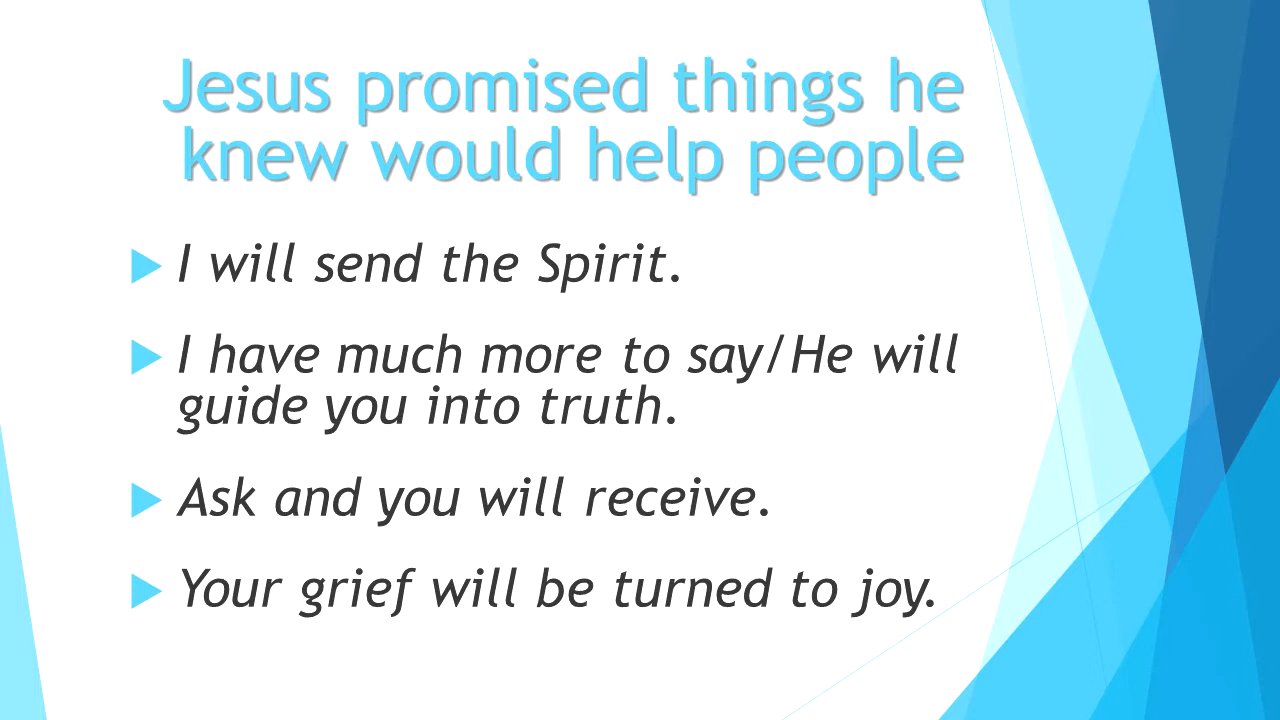 Jesus promised things he
knew would help people
I will send the Spirit.
I have much more to say/He will
guide you into truth.
Ask and you will receive.
Your grief will be turned to joy.